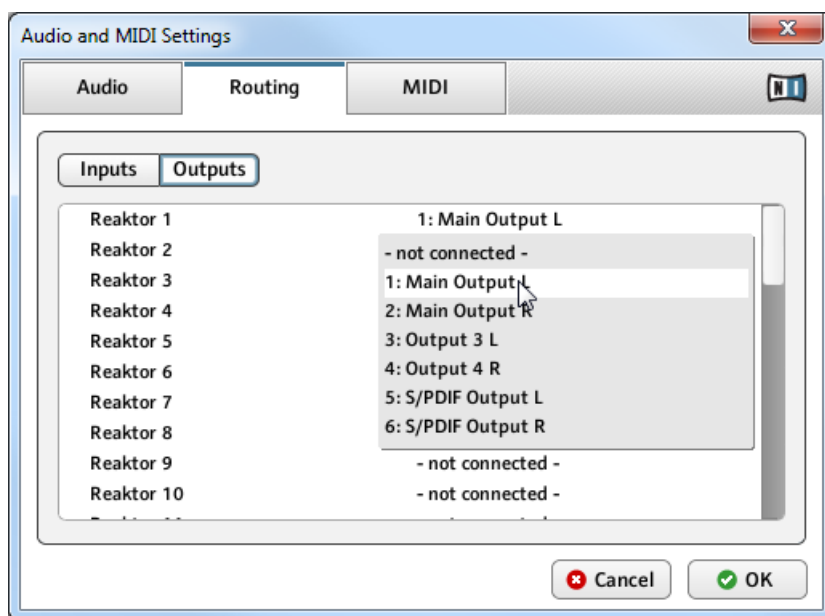 Audio and MIDI Settings
Audio Routing MIDI
NI
Inputs Outputs
Reaktor 1 1: Main Output L
Reaktor 2
Reaktor 3
Reaktor 4
Reaktor 5
Reaktor 6
Reaktor 7
Reaktor 8
- not connected -
1: Main Output L
2: Main Output R
3: Output 3 L
4: Output 4 R
5: S/PDIF Output L
6: S/PDIF Output R
Reaktor 9 - not connected -
Reaktor 10 - not connected -
Cancel OK